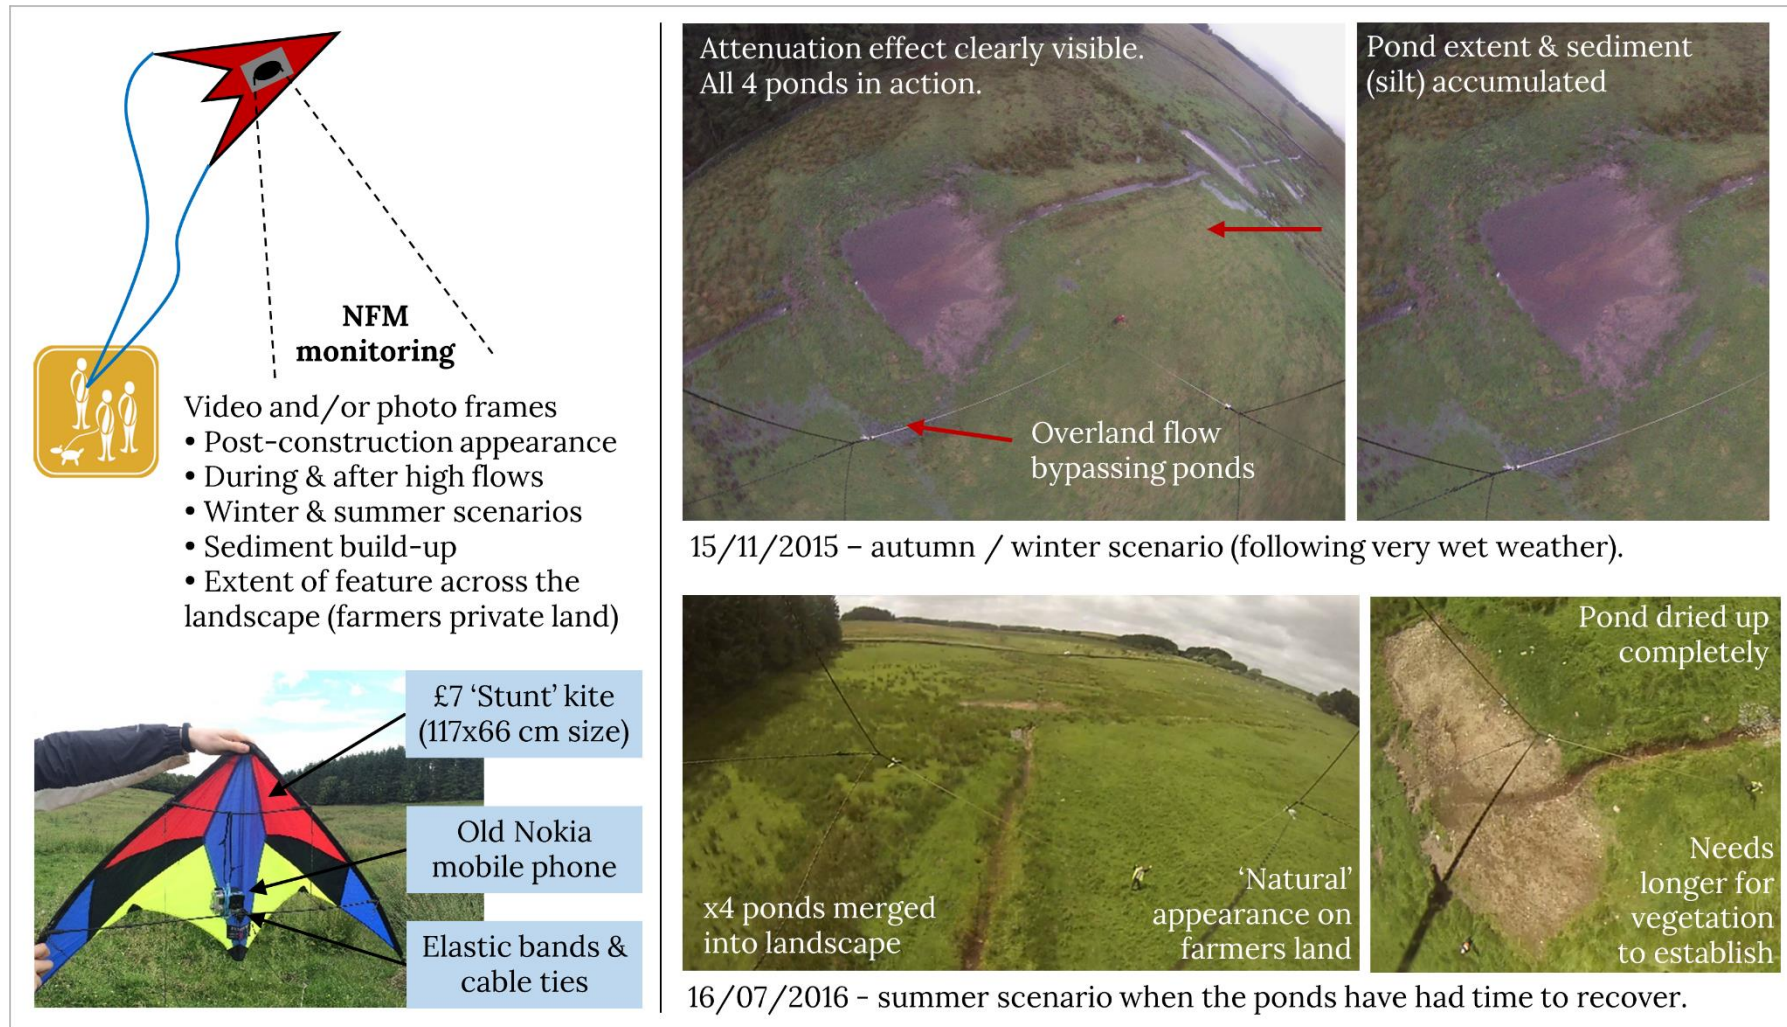 NFM
monitoring
Video and/or photo frames
• Post-construction appearance
• During & after high flows
• Winter & summer scenarios
• Sediment build-up
• Extent of feature across the
landscape (farmers private land)
£7 ‘Stunt’ kite
(117x66 cm size)
Old Nokia
mobile phone
Elastic bands &
cable ties
Attenuation effect clearly visible.
All 4 ponds in action.
Overland flow
bypassing ponds
Pond extent & sediment
(silt) accumulated
15/11/2015 – autumn / winter scenario (following very wet weather).
x4 ponds merged
into landscape
‘Natural’
appearance on
farmers land
Pond dried up
completely
Needs
longer for
vegetation
to establish
16/07/2016 - summer scenario when the ponds have had time to recover.